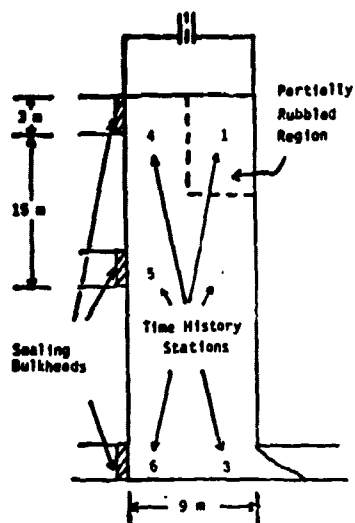 Partially
Rubbled
Region
3 m
4
1
15 m
5
Time History
Stations
Sealing
Bulkheads
6
3
9 m